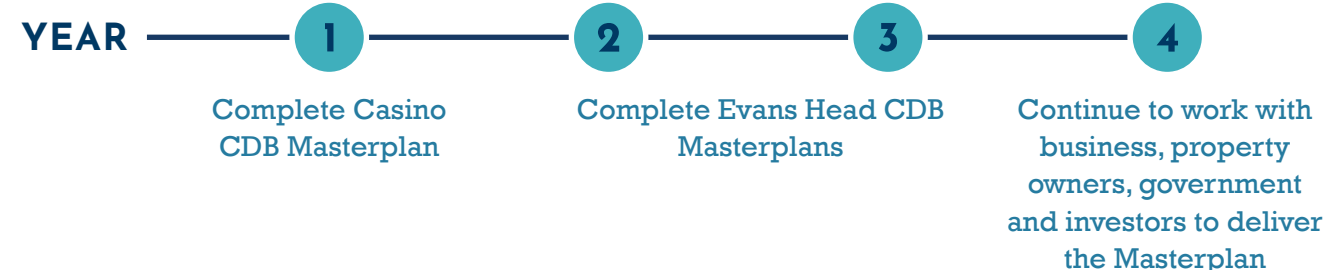 YEAR 1 2 3 4
Complete Casino
CDB Masterplan
Complete Evans Head CDB
Masterplans
Continue to work with
business, property
owners, government
and investors to deliver
the Masterplan